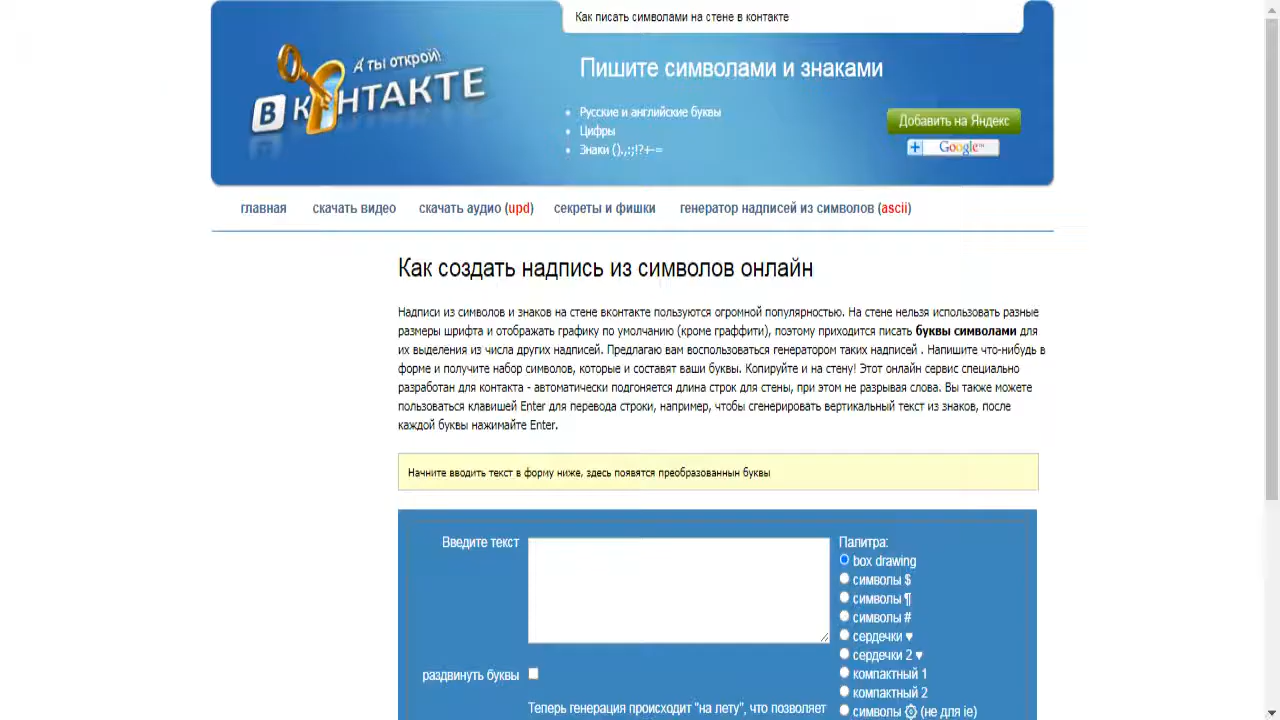 Как писать символами на стене в контакте
А ты открой!
ВКОНТАКТЕ
Пишите символами и знаками
Русские и английские буквы
Цифры
Знаки ().,:;!?+-=
Добавить на Яндекс
Google™
главная скачать видео скачать аудио (upd) секреты и фишки генератор надписей из символов (ascii)
Как создать надпись из символов онлайн
Надписи из символов и знаков на стене вконтакте пользуются огромной популярностью. На стене нельзя использовать разные
размеры шрифта и отображать графику по умолчанию (кроме граффити), поэтому приходится писать буквы символами для
их выделения из числа других надписей. Предлагаю вам воспользоваться генератором таких надписей . Напишите что-нибудь в
форме и получите набор символов, которые и составят ваши буквы. Копируйте и на стену! Этот онлайн сервис специально
разработан для контакта - автоматически подгоняется длина строк для стены, при этом не разрывая слова. Вы также можете
пользоваться клавишей Enter для перевода строки, например, чтобы сгенерировать вертикальный текст из знаков, после
каждой буквы нажимайте Enter.
Начните вводить текст в форму ниже, здесь появятся преобразованнын буквы
Введите текст
Палитра:
box drawing
символы $
символы ¶
символы #
сердечки ♥
сердечки 2 ♥
компактный 1
компактный 2
символы ۞ (не для ie)
раздвинуть буквы
Теперь генерация происходит "на лету", что позволяет